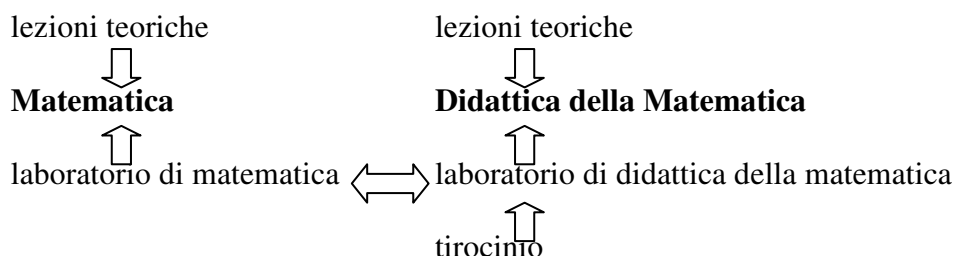 lezioni teoriche lezioni teoriche
Matematica Didattica della Matematica
laboratorio di matematica laboratorio di didattica della matematica
tirocinio